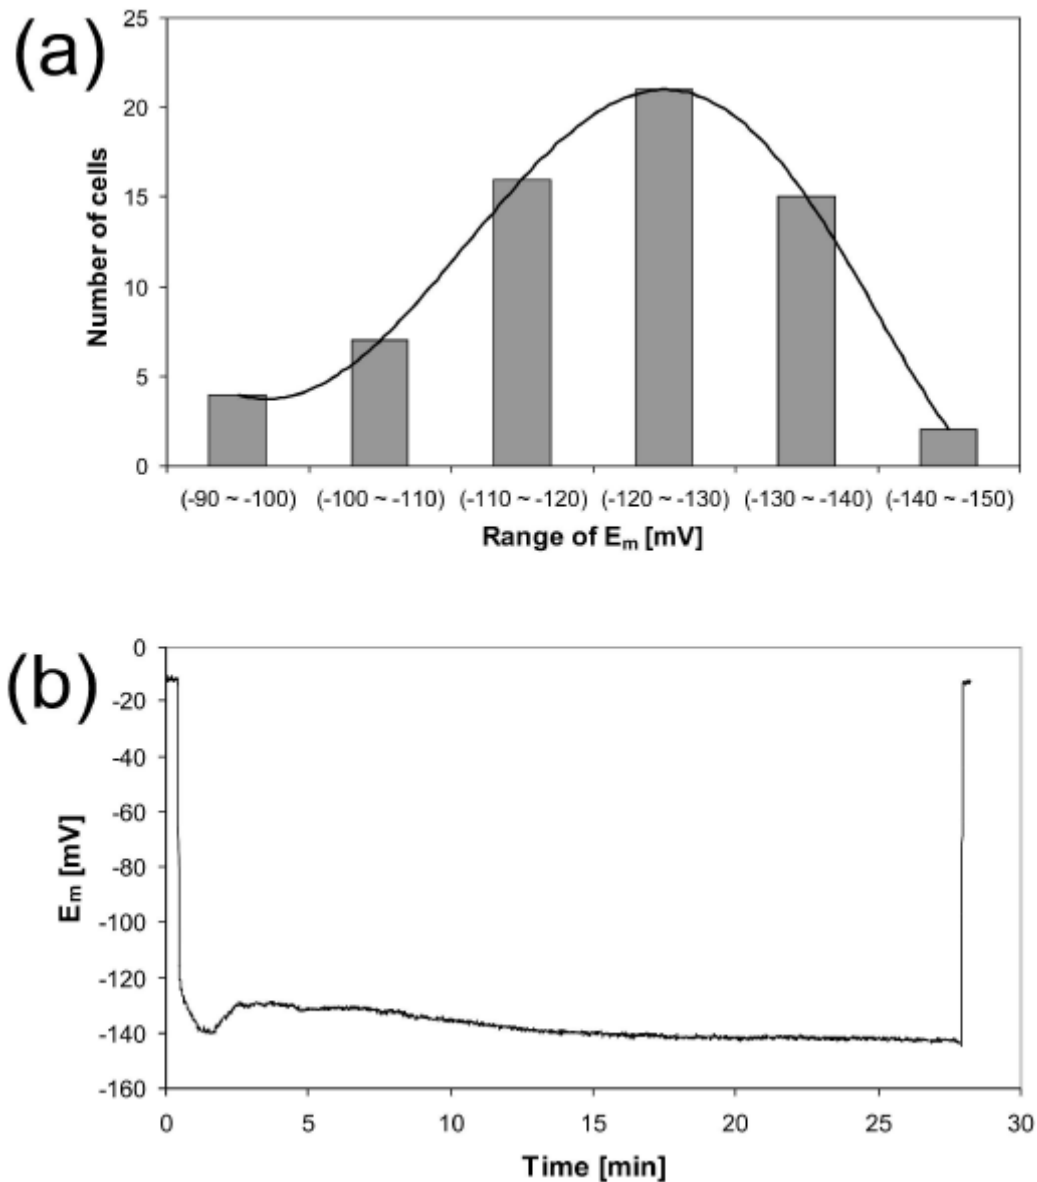 (a)
25
20
15
10
5
0
Number of cells
(-90 ~ -100) (-100 ~ -110) (-110 ~ -120) (-120 ~ -130) (-130 ~ -140) (-140 ~ -150)
Range of Em [mV]
(b)
0
-20
-40
-60
-80
-100
-120
-140
-160
Em [mV]
0 5 10 15 20 25 30
Time [min]